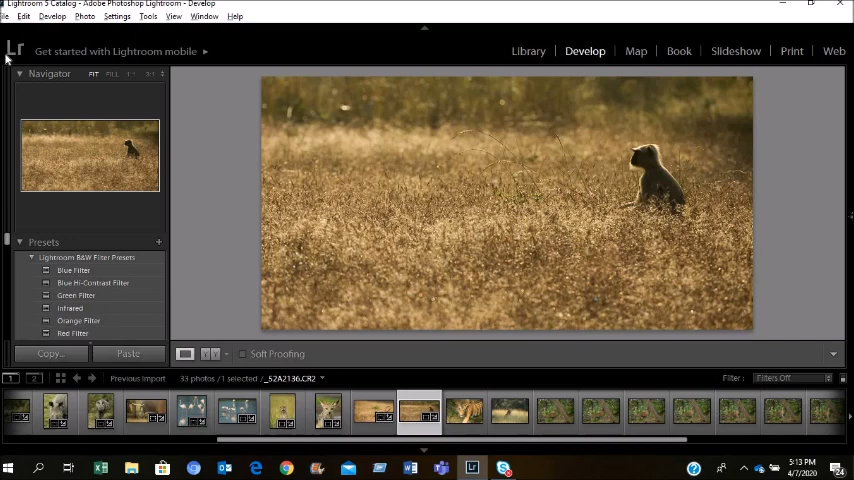 Lightroom 5 Catalog - Adobe Photoshop Lightroom - Develop
Edit Develop Photo Settings Tools View Window Help
Lr Get started with Lightroom mobile
Library Develop Map Book Slideshow Print Web
Navigator FIT FILL 1:1 3:1
Presets +
Lightroom B&W Filter Presets
Blue Filter
Blue Hi-Contrast Filter
Green Filter
Infrared
Orange Filter
Red Filter
Copy... Paste
Y Y Soft Proofing
1 2 Previous Import 33 photos / 1 selected / _52A2136.CR2 Filter : Filters Off
5:13 PM
4/7/2020
24